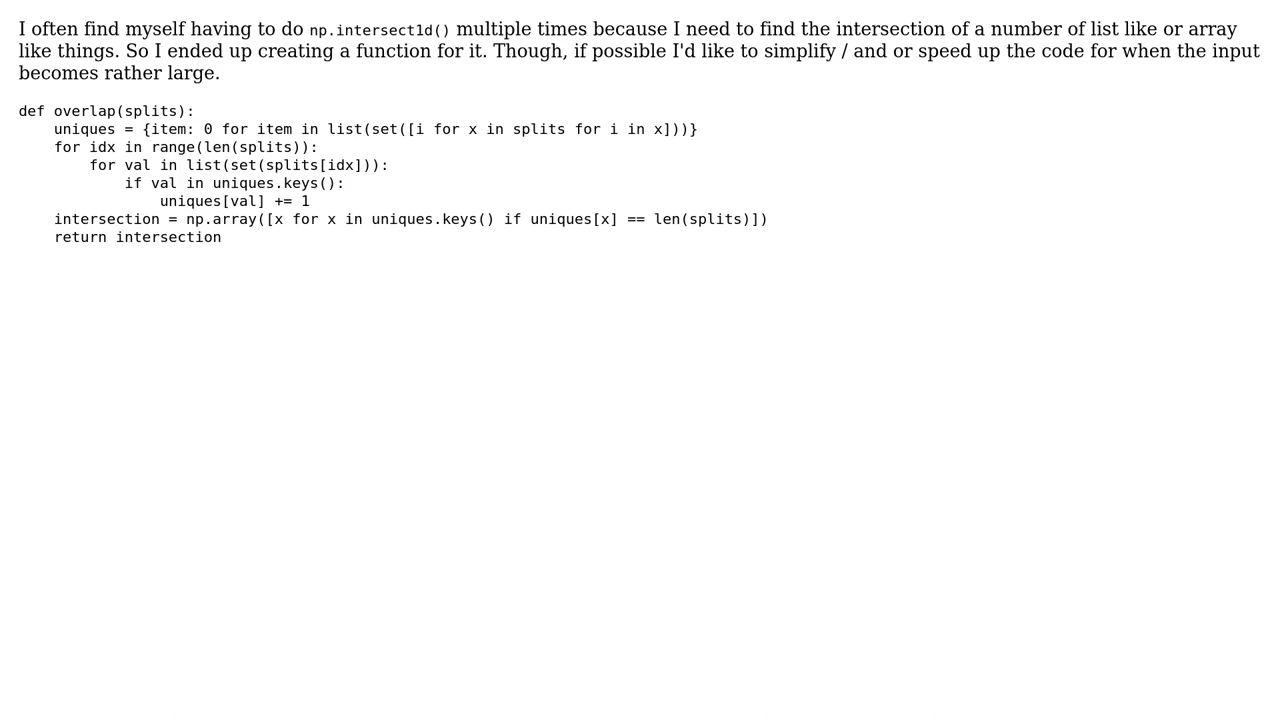 I often find myself having to do np.intersect1d() multiple times because I need to find the intersection of a number of list like or array
like things. So I ended up creating a function for it. Though, if possible I'd like to simplify / and or speed up the code for when the input
becomes rather large.
def overlap(splits):
    uniques = {item: 0 for item in list(set([i for x in splits for i in x]))}
    for idx in range(len(splits)):
        for val in list(set(splits[idx])):
            if val in uniques.keys():
                uniques[val] += 1
    intersection = np.array([x for x in uniques.keys() if uniques[x] == len(splits)])
    return intersection